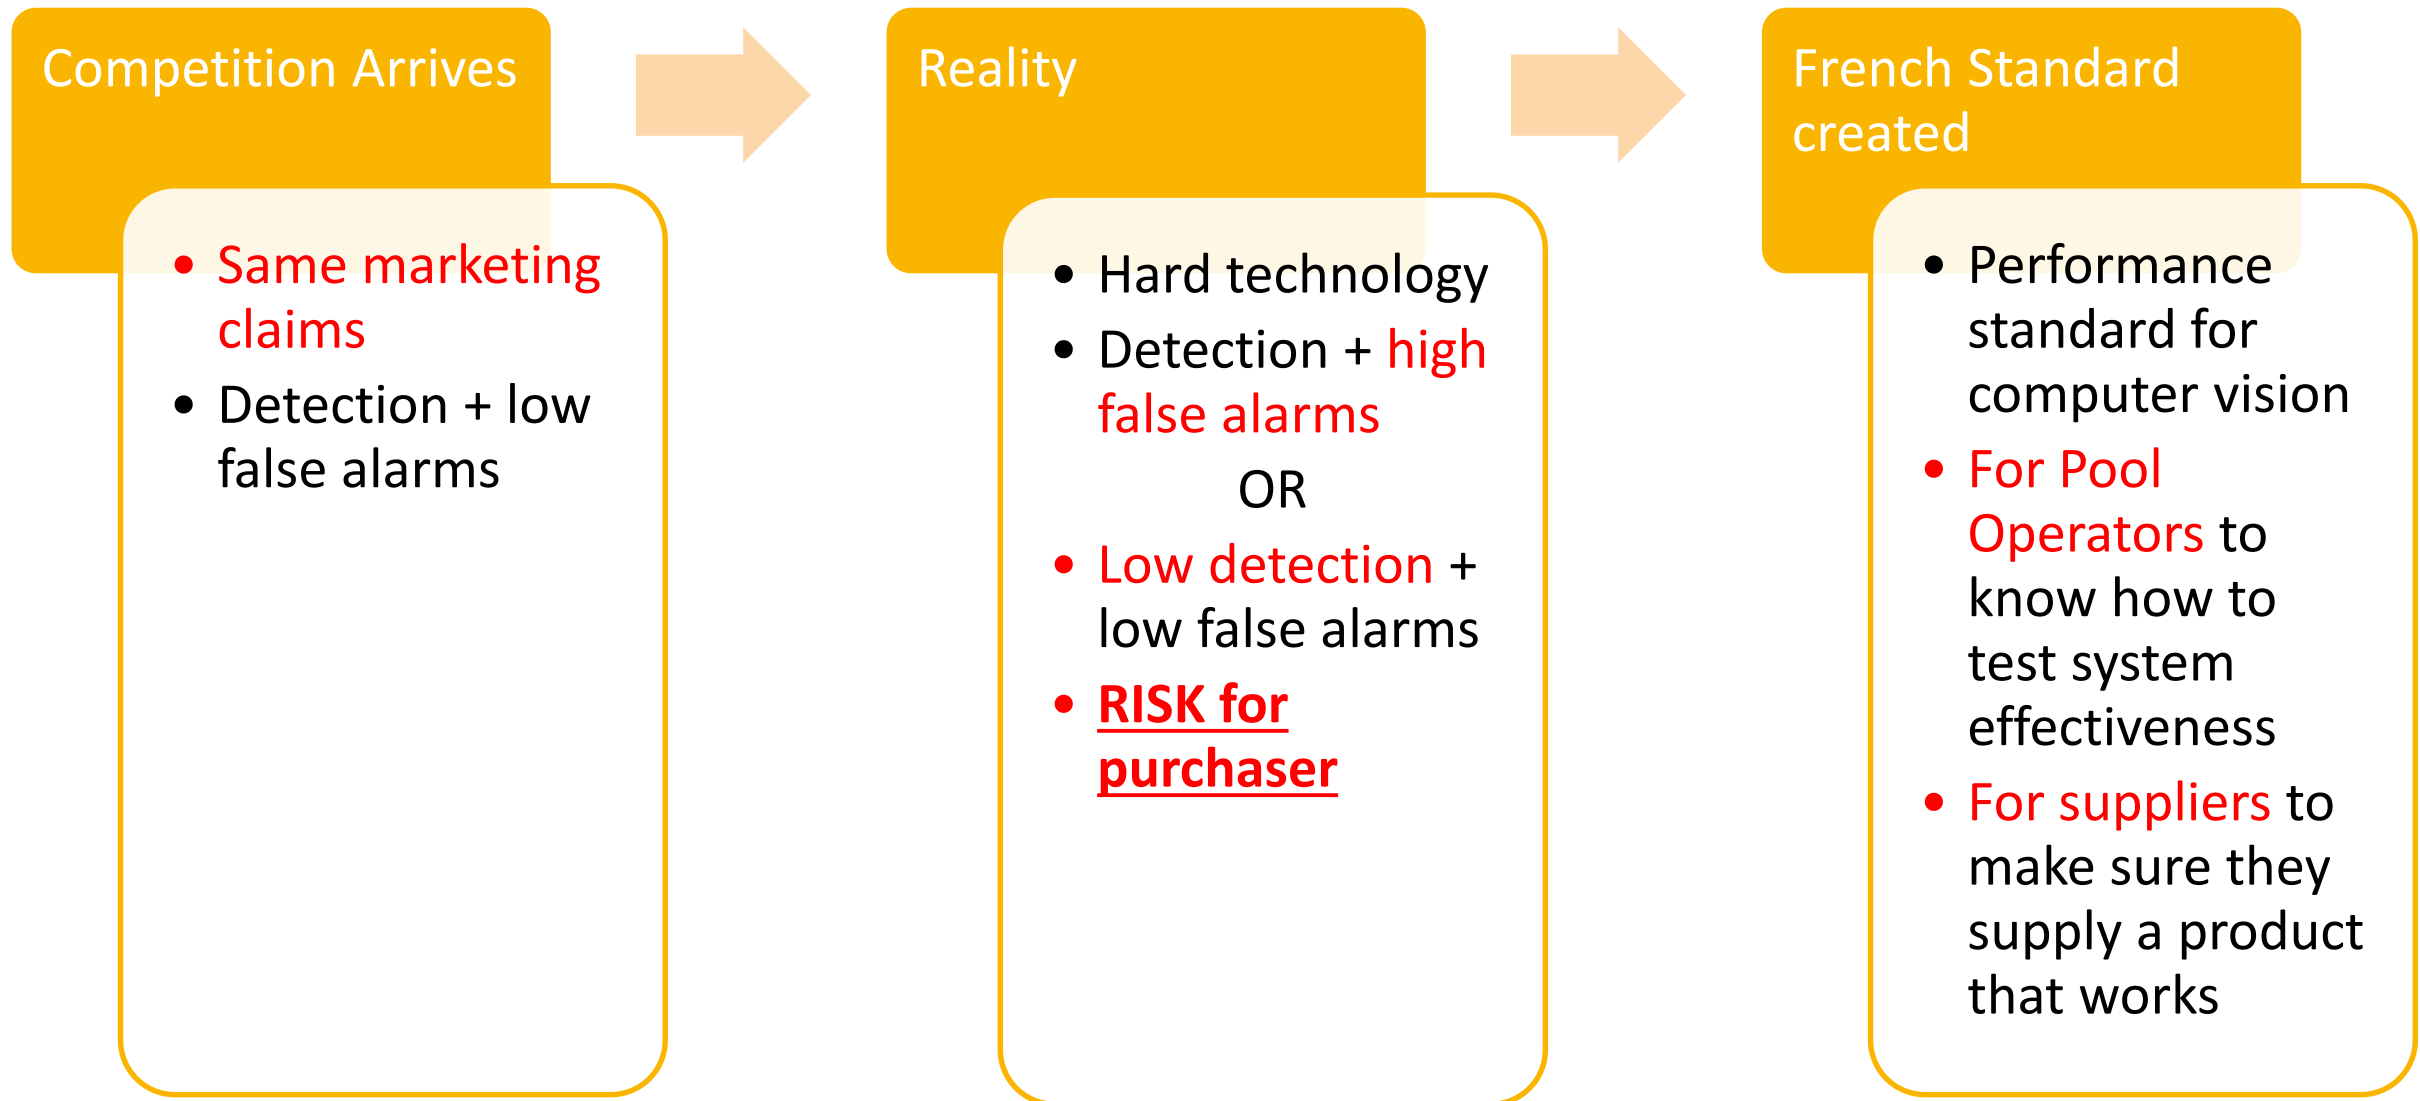 Competition Arrives
• Same marketing
claims
• Detection + low
false alarms
Reality
• Hard technology
• Detection + high
false alarms
OR
• Low detection +
low false alarms
• RISK for
purchaser
French Standard
created
• Performance
standard for
computer vision
• For Pool
Operators to
know how to
test system
effectiveness
• For suppliers to
make sure they
supply a product
that works